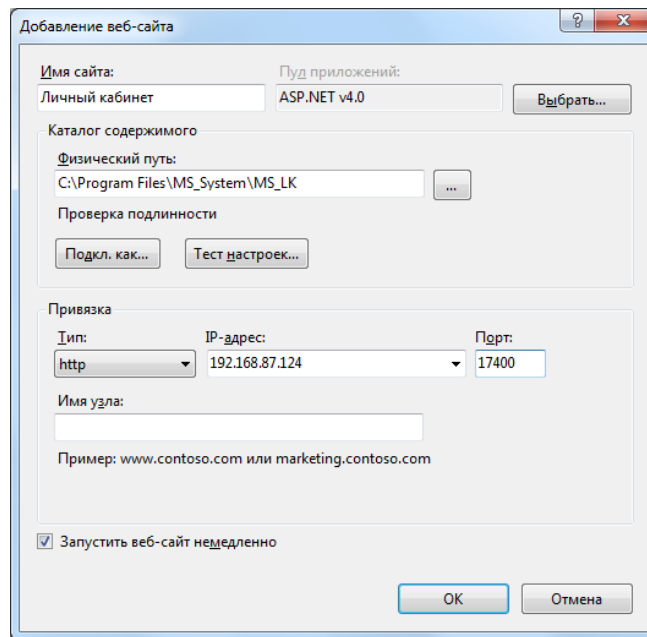 Добавление веб-сайта
Имя сайта:
Пул приложений:
Личный кабинет
ASP.NET v4.0
Выбрать...
Каталог содержимого
Физический путь:
C:\Program Files\MS_System\MS_LK
...
Проверка подлинности
Подкл. как...
Тест настроек...
Привязка
Тип:
IP-адрес:
Порт:
http
192.168.87.124
17400
Имя узла:
Пример: www.contoso.com или marketing.contoso.com
Запустить веб-сайт немедленно
ОК
Отмена